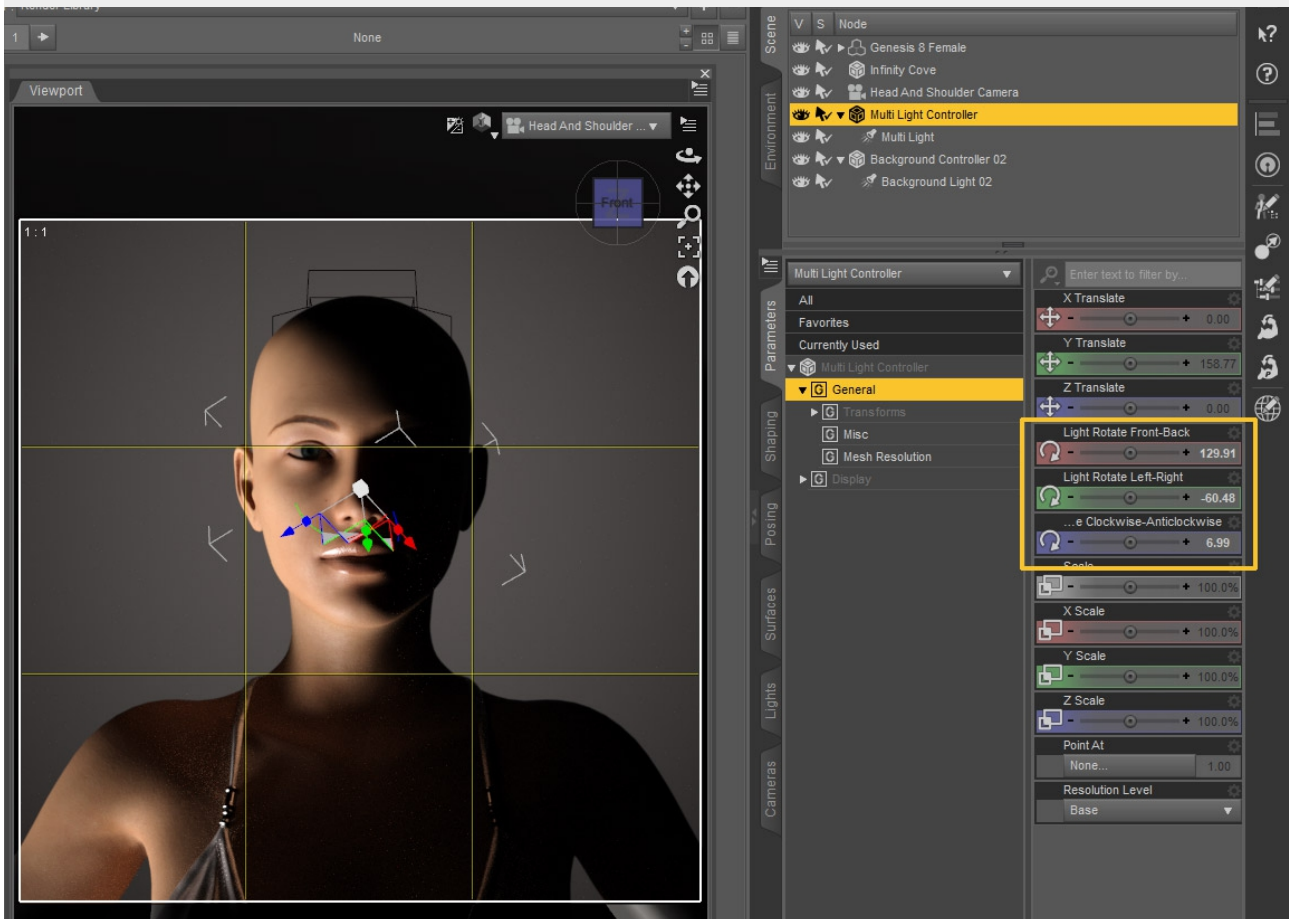 Render Library
1
None
Viewport
Head And Shoulder ...
Front
1 : 1
Scene
Environment
V S Node
Genesis 8 Female
Infinity Cove
Head And Shoulder Camera
Multi Light Controller
Multi Light
Background Controller 02
Background Light 02
Parameters
Shaping
Posing
Surfaces
Lights
Cameras
Multi Light Controller
All
Favorites
Currently Used
Multi Light Controller
G General
G Transforms
G Misc
G Mesh Resolution
G Display
Enter text to filter by...
X Translate
- + 0.00
Y Translate
- + 158.77
Z Translate
- + 0.00
Light Rotate Front-Back
- + 129.91
Light Rotate Left-Right
- + -60.48
...e Clockwise-Anticlockwise
- + 6.99
Scale
- + 100.0%
X Scale
- + 100.0%
Y Scale
- + 100.0%
Z Scale
- + 100.0%
Point At
None... 1.00
Resolution Level
Base